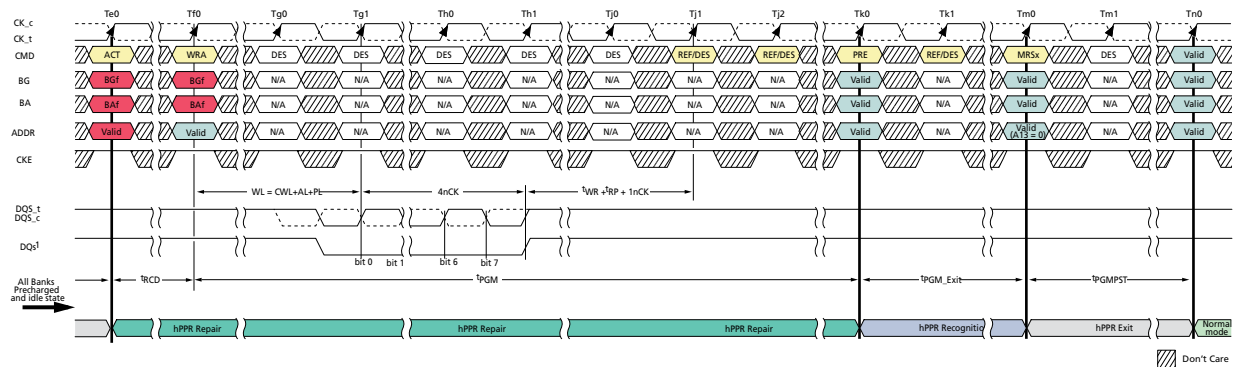 Te0 Tf0 Tg0 Tg1 Th0 Th1 Tj0 Tj1 Tj2 Tk0 Tk1 Tm0 Tm1 Tn0
CK_c
CK_t
CMD ACT WRA DES DES DES DES DES REF/DES REF/DES PRE REF/DES MRSx DES Valid
BG BGf BGf N/A N/A N/A N/A N/A N/A N/A Valid N/A Valid N/A Valid
BA BAf BAf N/A N/A N/A N/A N/A N/A N/A Valid N/A Valid N/A Valid
ADDR Valid Valid N/A N/A N/A N/A N/A N/A N/A Valid N/A Valid (A13 = 0) N/A Valid
CKE
WL = CWL+AL+PL 4nCK tWR + tRP + 1nCK
DQS_t
DQS_c
DQs1
bit 0 bit 1 bit 6 bit 7
All Banks
Precharged
and idle state
tRCD tPGM tPGM_Exit tPGMPST
hPPR Repair hPPR Repair hPPR Repair hPPR Recognitio hPPR Exit Normal
mode
Don't Care